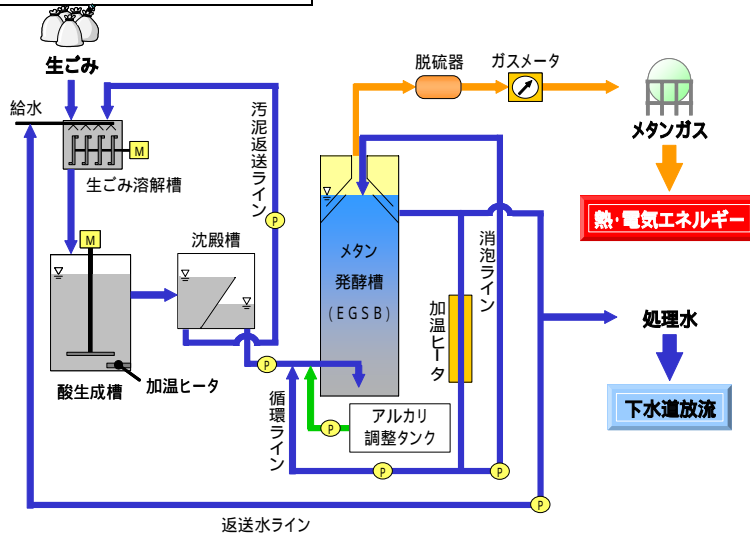 生ごみ
給水
M
生ごみ溶解槽
汚泥返送ライン
P
脱硫器
ガスメータ
メタンガス
熱・電気エネルギー
M
沈殿槽
酸生成槽
加温ヒータ
P
メタン
発酵槽
(EGSB)
消泡ライン
加温ヒータ
処理水
下水道放流
循環ライン
P
アルカリ
調整タンク
P
P
P
返送水ライン